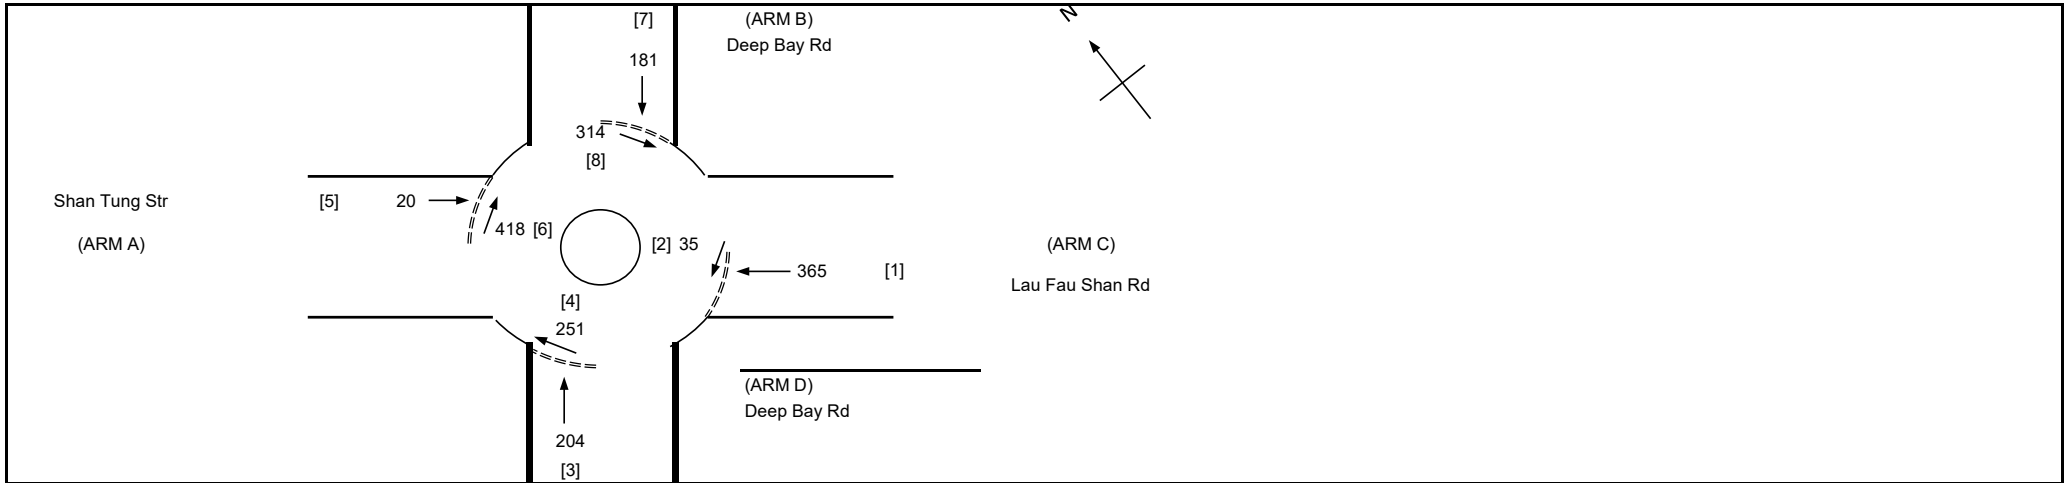 N
[7]
(ARM B)
Deep Bay Rd
181
314
[8]
Shan Tung Str
[5] 20
418 [6]
[2] 35
(ARM A)
(ARM C)
365 [1]
Lau Fau Shan Rd
[4]
251
(ARM D)
Deep Bay Rd
204
[3]